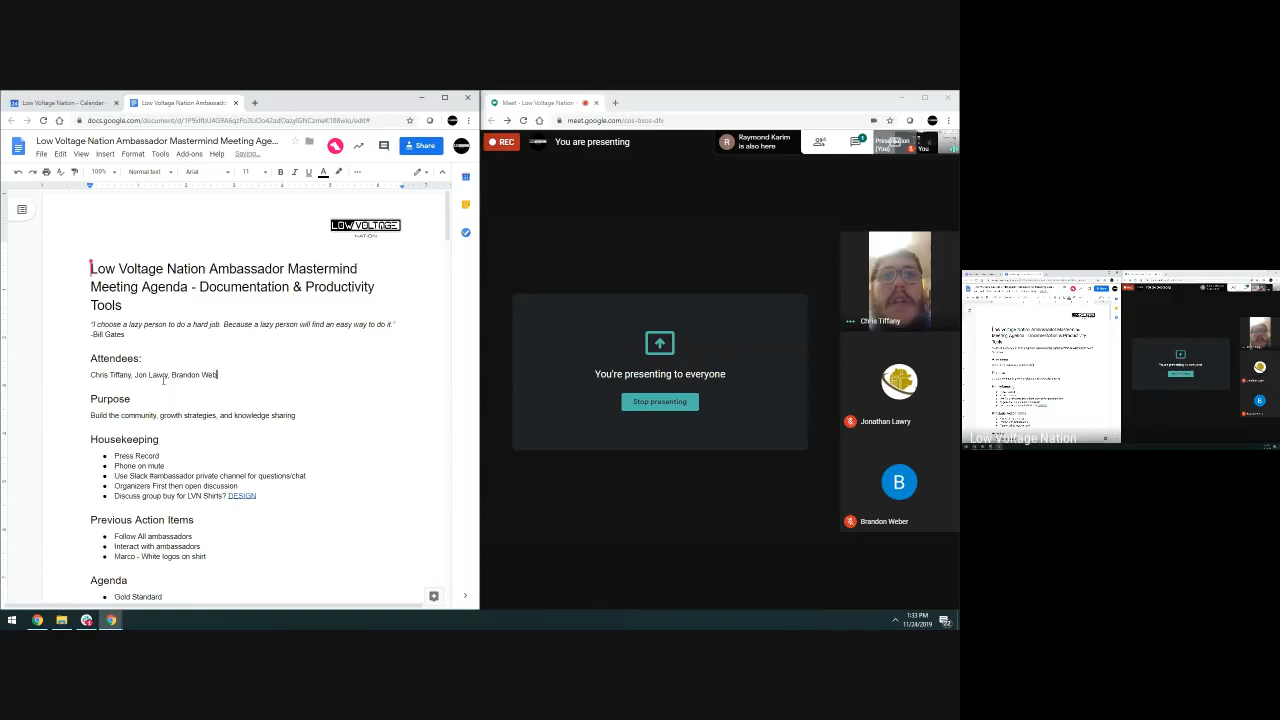 Low Voltage Nation - Calendar -
Low Voltage Nation Ambassado
Meet - Low Voltage Nation
meet.google.com/cos-bsos-dfv
Low Voltage Nation Ambassador Mastermind Meeting Age...
File Edit View Insert Format Tools Add-ons Help Saving...
Share
100% Normal text Arial 11
REC
You are presenting
Raymond Karim
is also here
You
LOW VOLTAGE
NATION
Low Voltage Nation Ambassador Mastermind
Meeting Agenda - Documentation & Productivity
Tools
"I choose a lazy person to do a hard job. Because a lazy person will find an easy way to do it."
-Bill Gates
Attendees:
Chris Tiffany, Jon Lawry, Brandon Web
Purpose
Build the community, growth strategies, and knowledge sharing
Housekeeping
● Press Record
● Phone on mute
● Use Slack #ambassador private channel for questions/chat
● Organizers First then open discussion
● Discuss group buy for LVN Shirts? DESIGN
Previous Action Items
● Follow All ambassadors
● Interact with ambassadors
● Marco - White logos on shirt
Agenda
● Gold Standard
You're presenting to everyone
Stop presenting
Chris Tiffany
Jonathan Lawry
B
Brandon Weber
Low Voltage Nation
1:33 PM
11/24/2019